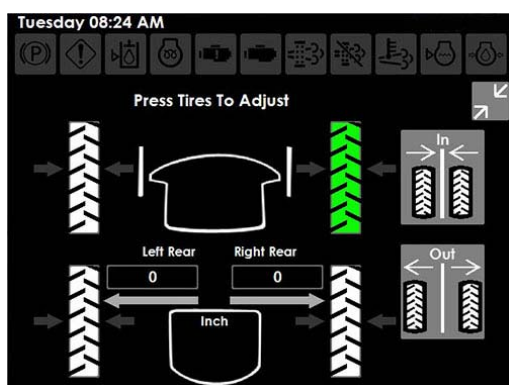 Tuesday 08:24 AM
(P)
Press Tires To Adjust
In
Left Rear Right Rear
0 0
Out
Inch